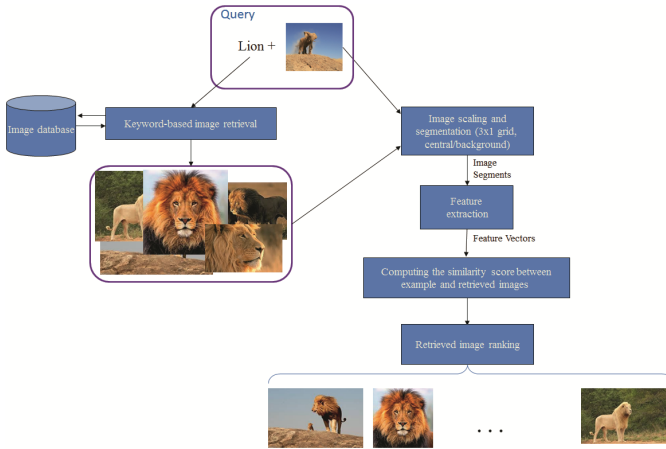 Query
Lion +
Image database
Keyword-based image retrieval
Image scaling and
segmentation (3x1 grid,
central/background)
Image
Segments
Feature
extraction
Feature Vectors
Computing the similarity score between
example and retrieved images
Retrieved image ranking
. . .